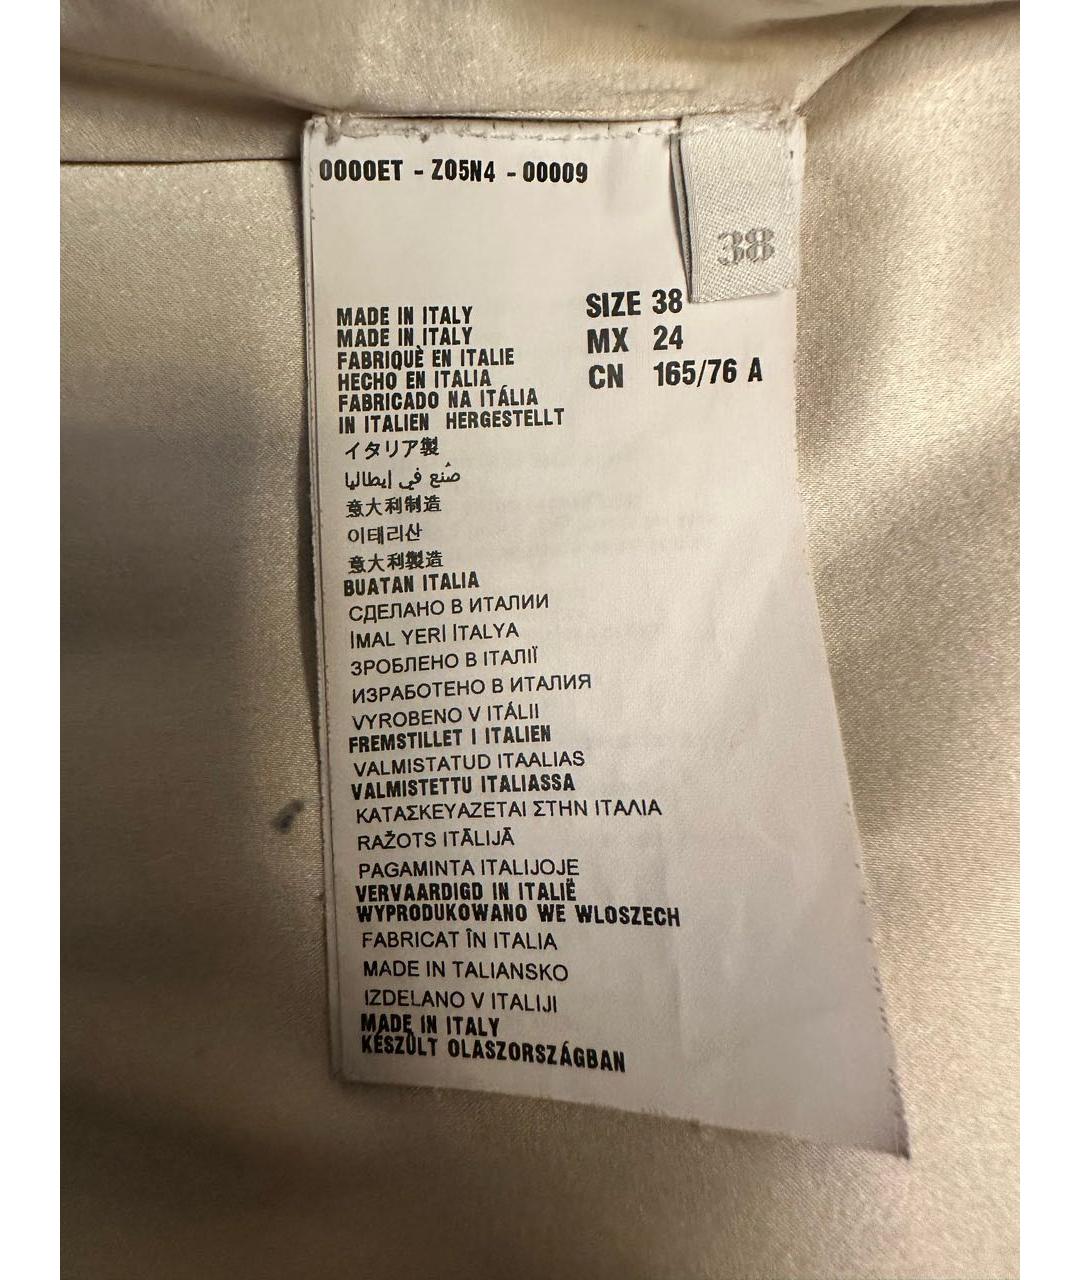 0000ET - Z05N4 - 00009
38
SIZE 38
MX 24
CN 165/76 A
MADE IN ITALY
MADE IN ITALY
FABRIQUÈ EN ITALIE
HECHO EN ITALIA
FABRICADO NA ITÁLIA
IN ITALIEN HERGESTELLT
イタリア製
صُنع في إيطاليا
意大利制造
이태리산
意大利製造
BUATAN ITALIA
СДЕЛАНО В ИТАЛИИ
İMAL YERİ İTALYA
ЗРОБЛЕНО В ІТАЛІЇ
ИЗРАБОТЕНО В ИТАЛИЯ
VYROBENO V ITÁLII
FREMSTILLET I ITALIEN
VALMISTATUD ITAALIAS
VALMISTETTU ITALIASSA
ΚΑΤΑΣΚΕΥΑΖΕΤΑΙ ΣΤΗΝ ΙΤΑΛΙΑ
RAŽOTS ITĀLIJĀ
PAGAMINTA ITALIJOJE
VERVAARDIGD IN ITALIË
WYPRODUKOWANO WE WLOSZECH
FABRICAT ÎN ITALIA
MADE IN TALIANSKO
IZDELANO V ITALIJI
MADE IN ITALY
KÉSZÛLT OLASZORSZÁGBAN